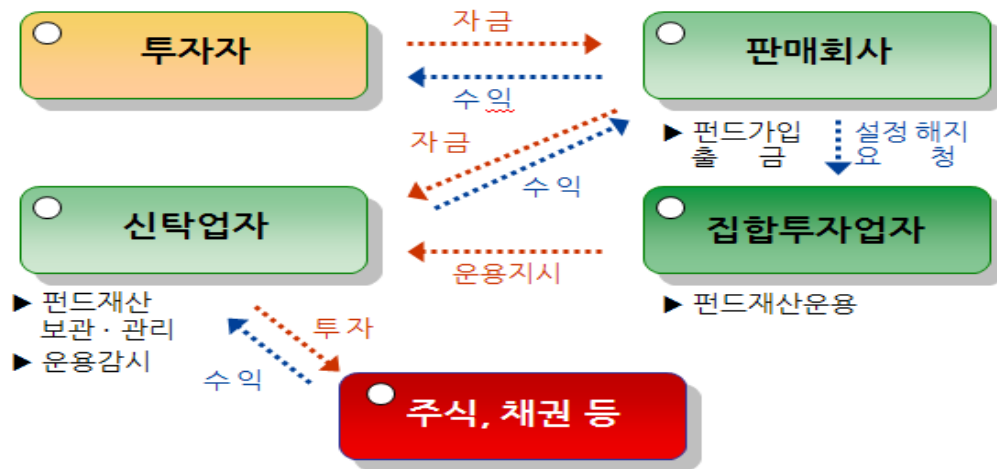 투자자
자 금
수 익
판매회사
▶ 펀드가입
출 금
설정 해지
요 청
자 금
수 익
신탁업자
운용지시
집합투자업자
▶ 펀드재산
보관 · 관리
▶ 운용감시
▶ 펀드재산운용
투 자
수 익
주식, 채권 등